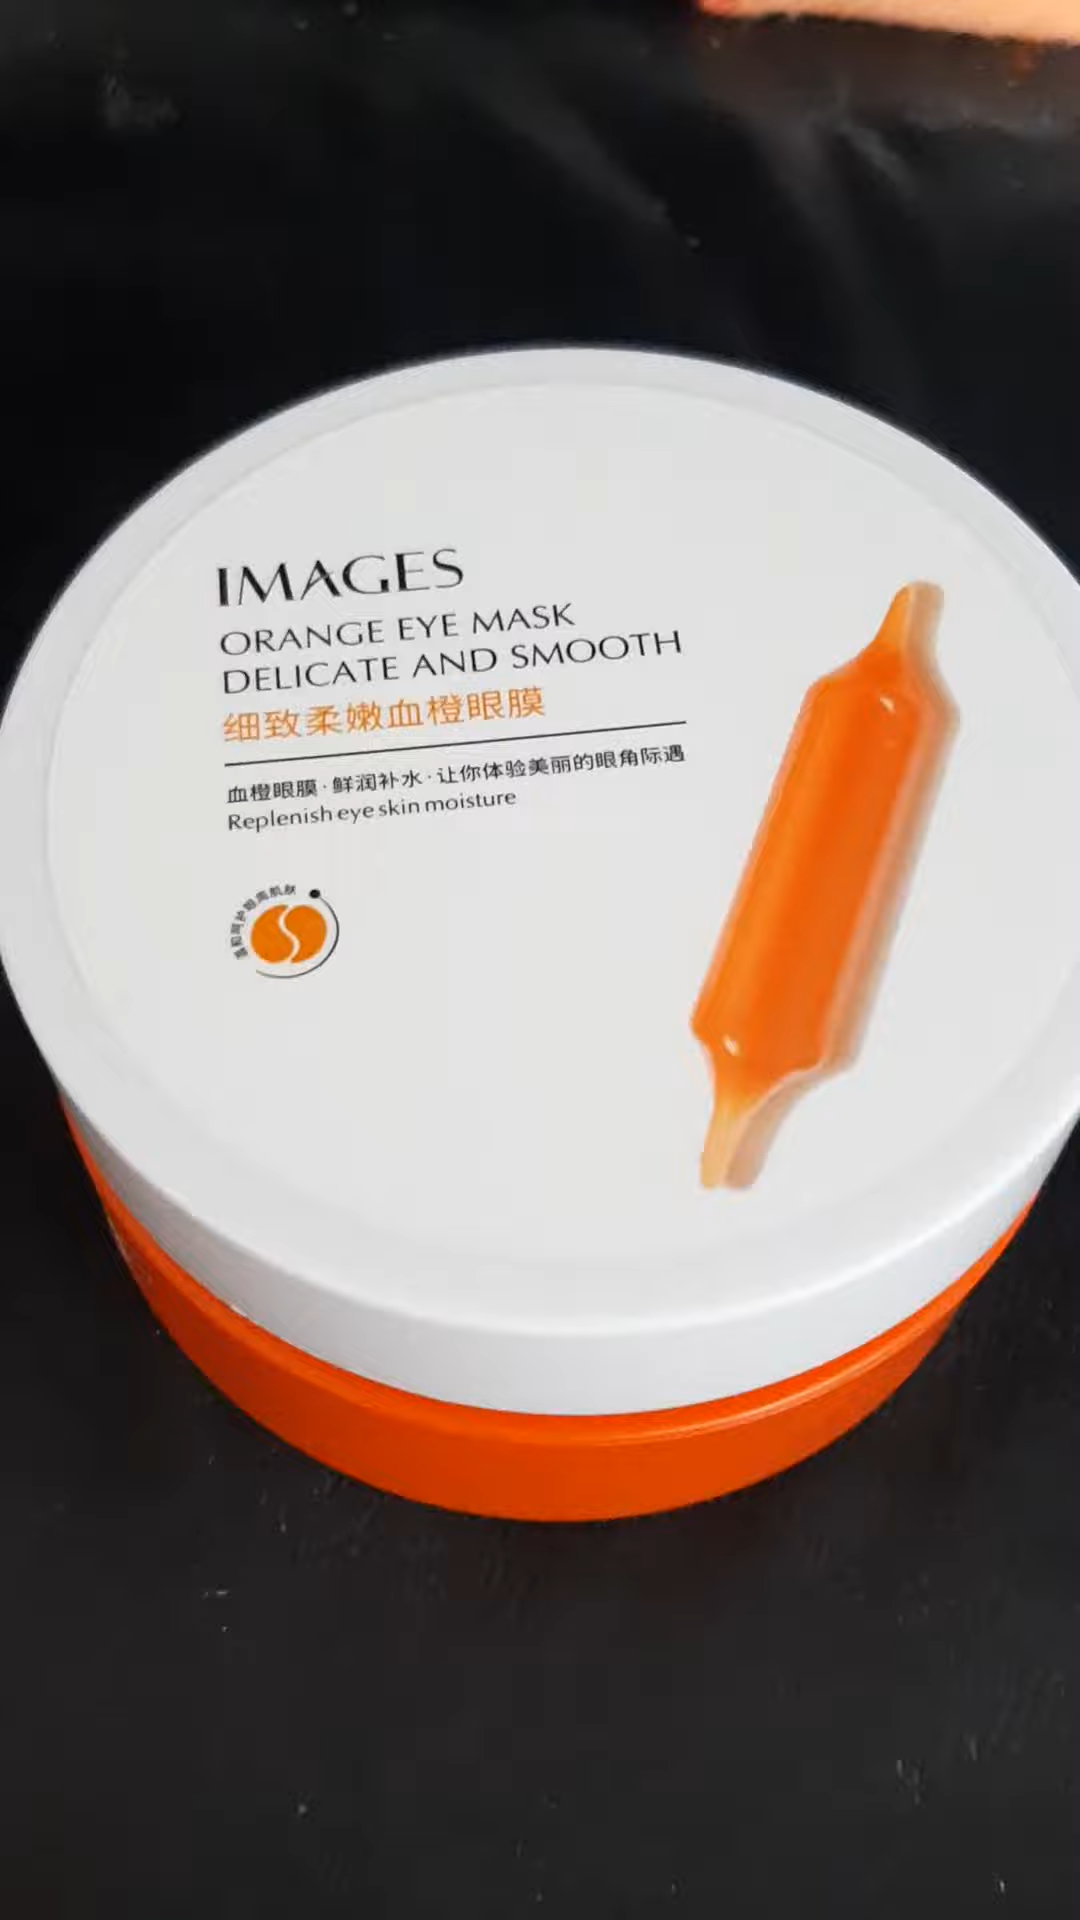 IMAGES
ORANGE EYE MASK
DELICATE AND SMOOTH
细致柔嫩血橙眼膜
血橙眼膜·鲜润补水·让你体验美丽的眼角际遇
Replenish eye skin moisture